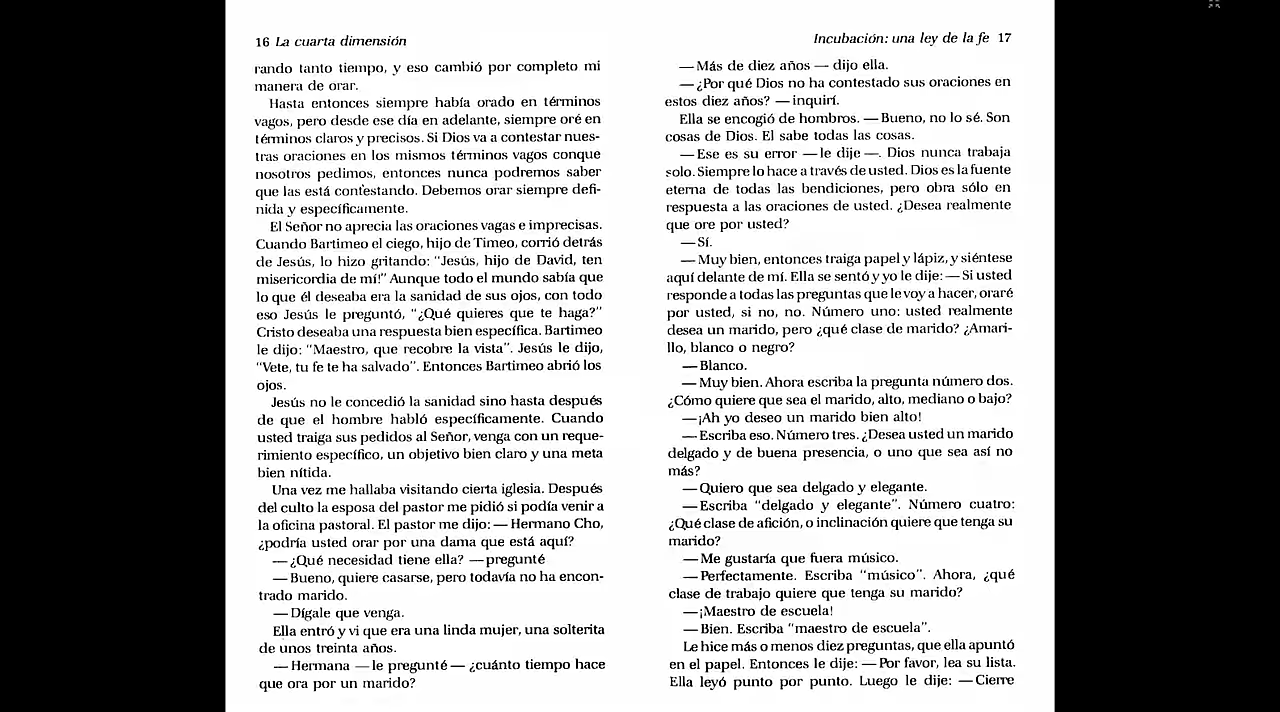 16 La cuarta dimensión
rando tanto tiempo, y eso cambió por completo mi
manera de orar.
Hasta entonces siempre había orado en términos
vagos, pero desde ese día en adelante, siempre oré en
términos claros y precisos. Si Dios va a contestar nues-
tras oraciones en los mismos términos vagos conque
nosotros pedimos, entonces nunca podremos saber
que las está contestando. Debemos orar siempre defi-
nida y específicamente.
El Señor no aprecia las oraciones vagas e imprecisas.
Cuando Bartimeo el ciego, hijo de Timeo, corrió detrás
de Jesús, lo hizo gritando: "Jesús, hijo de David, ten
misericordia de mí!" Aunque todo el mundo sabía que
lo que él deseaba era la sanidad de sus ojos, con todo
eso Jesús le preguntó, "¿Qué quieres que te haga?"
Cristo deseaba una respuesta bien específica. Bartimeo
le dijo: "Maestro, que recobre la vista". Jesús le dijo,
"Vete, tu fe te ha salvado". Entonces Bartimeo abrió los
ojos.
Jesús no le concedió la sanidad sino hasta después
de que el hombre habló específicamente. Cuando
usted traiga sus pedidos al Señor, venga con un reque-
rimiento específico, un objetivo bien claro y una meta
bien nítida.
Una vez me hallaba visitando cierta iglesia. Después
del culto la esposa del pastor me pidió si podía venir a
la oficina pastoral. El pastor me dijo: — Hermano Cho,
¿podría usted orar por una dama que está aquí?
— ¿Qué necesidad tiene ella? — pregunté
— Bueno, quiere casarse, pero todavía no ha encon-
trado marido.
— Dígale que venga.
Ella entró y vi que era una linda mujer, una solterita
de unos treinta años.
— Hermana — le pregunté — ¿cuánto tiempo hace
que ora por un marido?
Incubación: una ley de la fe 17
— Más de diez años — dijo ella.
— ¿Por qué Dios no ha contestado sus oraciones en
estos diez años? — inquirí.
Ella se encogió de hombros. — Bueno, no lo sé. Son
cosas de Dios. El sabe todas las cosas.
— Ese es su error — le dije —. Dios nunca trabaja
solo. Siempre lo hace a través de usted. Dios es la fuente
eterna de todas las bendiciones, pero obra sólo en
respuesta a las oraciones de usted. ¿Desea realmente
que ore por usted?
— Sí.
— Muy bien, entonces traiga papel y lápiz, y siéntese
aquí delante de mí. Ella se sentó y yo le dije: — Si usted
responde a todas las preguntas que le voy a hacer, oraré
por usted, si no, no. Número uno: usted realmente
desea un marido, pero ¿qué clase de marido? ¿Amari-
llo, blanco o negro?
— Blanco.
— Muy bien. Ahora escriba la pregunta número dos.
¿Cómo quiere que sea el marido, alto, mediano o bajo?
— ¡Ah yo deseo un marido bien alto!
— Escriba eso. Número tres. ¿Desea usted un marido
delgado y de buena presencia, o uno que sea así no
más?
— Quiero que sea delgado y elegante.
— Escriba "delgado y elegante". Número cuatro:
¿Qué clase de afición, o inclinación quiere que tenga su
marido?
— Me gustaría que fuera músico.
— Perfectamente. Escriba "músico". Ahora, ¿qué
clase de trabajo quiere que tenga su marido?
— ¡Maestro de escuela!
— Bien. Escriba "maestro de escuela".
Le hice más o menos diez preguntas, que ella apuntó
en el papel. Entonces le dije: — Por favor, lea su lista.
Ella leyó punto por punto. Luego le dije: — Cierre